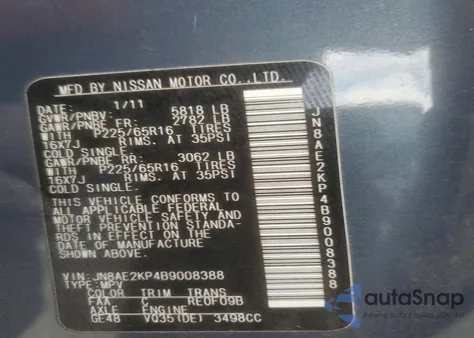 MFD BY NISSAN MOTOR CO.,LTD.
DATE: 1/11
GVWR/PNBV: 5818 LB
GAWR/PNBE FR: 2782 LB
WITH P225/65R16 TIRES
16X7J RIMS. AT 35PSI
COLD SINGLE.
GAWR/PNBE RR: 3062 LB
WITH P225/65R16 TIRES
16X7J RIMS. AT 35PSI
COLD SINGLE.
THIS VEHICLE CONFORMS TO
ALL APPLICABLE FEDERAL
MOTOR VEHICLE SAFETY AND
THEFT PREVENTION STANDA-
RDS IN EFFECT ON THE
DATE OF MANUFACTURE
SHOWN ABOVE.
VIN: JN8AE2KP4B9008388
TYPE: MPV
PAINT TRIM TRANS
FAA C RE0F09B
AXLE ENGINE
GE48 VQ35(DE) 3498CC
JN8AE2KP4B9008388
autoSnap